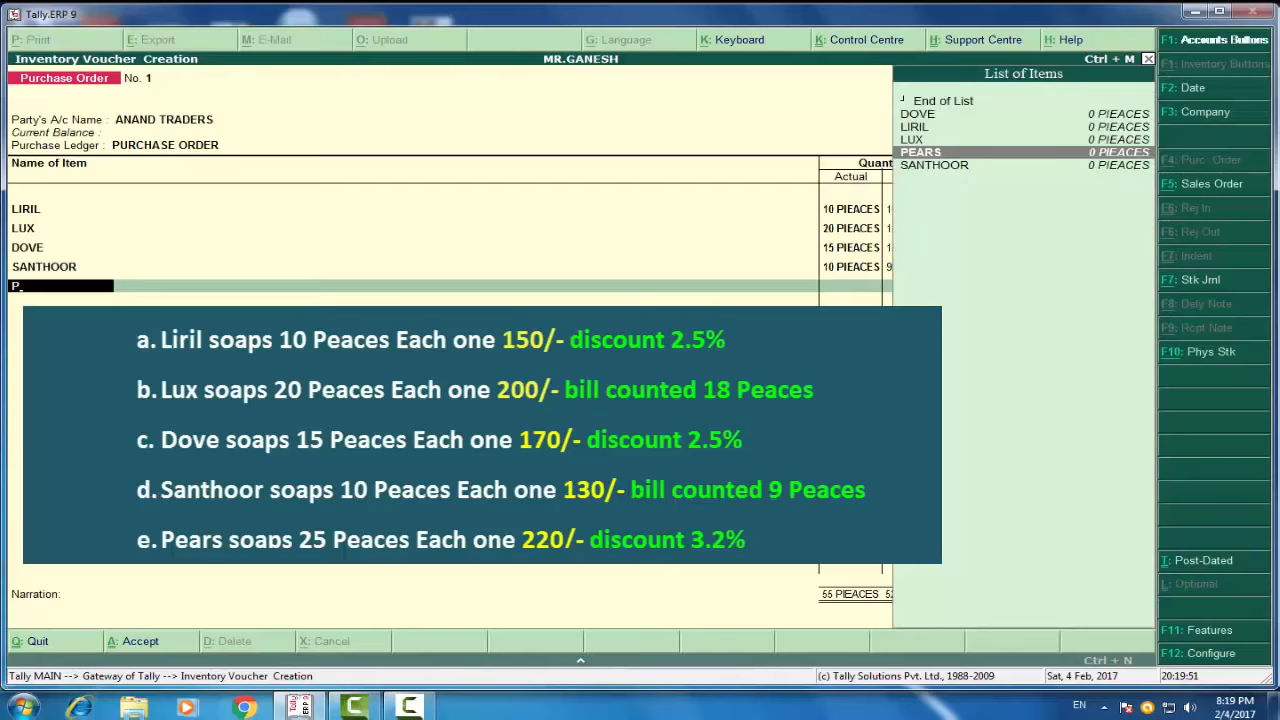 Tally.ERP 9
P: Print E: Export M: E-Mail O: Upload G: Language K: Keyboard K: Control Centre H: Support Centre H: Help F1: Accounts Buttons
Inventory Voucher Creation MR.GANESH Ctrl + M
F1: Inventory Buttons
Purchase Order No. 1
List of Items
F2: Date
End of List
F3: Company
Party's A/c Name : ANAND TRADERS
DOVE 0 PIEACES
Current Balance :
LIRIL 0 PIEACES
Purchase Ledger : PURCHASE ORDER
LUX 0 PIEACES
PEARS 0 PIEACES
SANTHOOR 0 PIEACES
F4: Purc Order
Name of Item Quant
Actual
F5: Sales Order
LIRIL 10 PIEACES 1
F6: Rej In
LUX 20 PIEACES 1
F6: Rej Out
DOVE 15 PIEACES 1
F7: Indent
SANTHOOR 10 PIEACES 9
F7: Stk Jrnl
P
F8: Delv Note
F9: Rcpt Note
F10: Phys Stk
a. Liril soaps 10 Peaces Each one 150/- discount 2.5%
b. Lux soaps 20 Peaces Each one 200/- bill counted 18 Peaces
c. Dove soaps 15 Peaces Each one 170/- discount 2.5%
d. Santhoor soaps 10 Peaces Each one 130/- bill counted 9 Peaces
e. Pears soaps 25 Peaces Each one 220/- discount 3.2%
T: Post-Dated
L: Optional
Narration: 55 PIEACES 52
F11: Features
Q: Quit A: Accept D: Delete X: Cancel
F12: Configure
Ctrl + N
Tally MAIN --> Gateway of Tally --> Inventory Voucher Creation (c) Tally Solutions Pvt. Ltd., 1988-2009 Sat, 4 Feb, 2017 20:19:51
EN 8:19 PM
2/4/2017